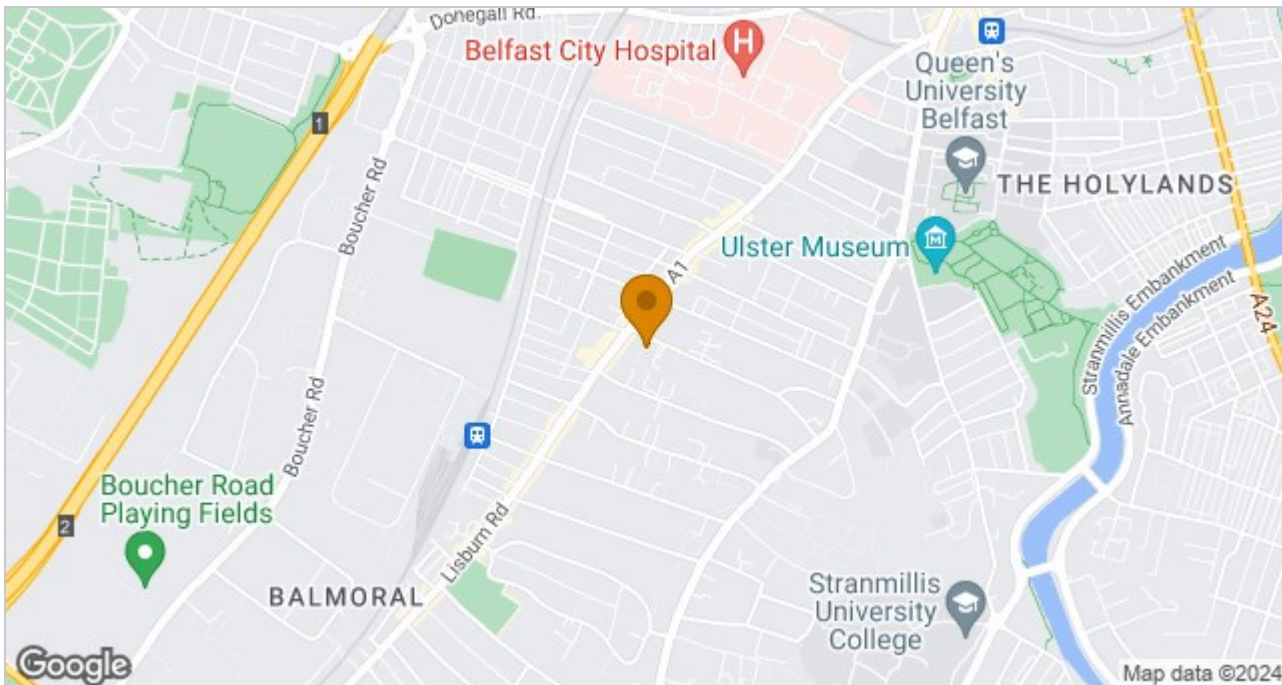 Donegall Rd.
Belfast City Hospital
H
Queen's
University
Belfast
1
Boucher Rd
THE HOLYLANDS
Ulster Museum
M
A1
Stranmillis Embankment
Annadale Embankment
A24
Boucher Rd
Boucher Road
Playing Fields
2
Lisburn Rd
BALMORAL
Stranmillis
University
College
Google
Map data ©2024